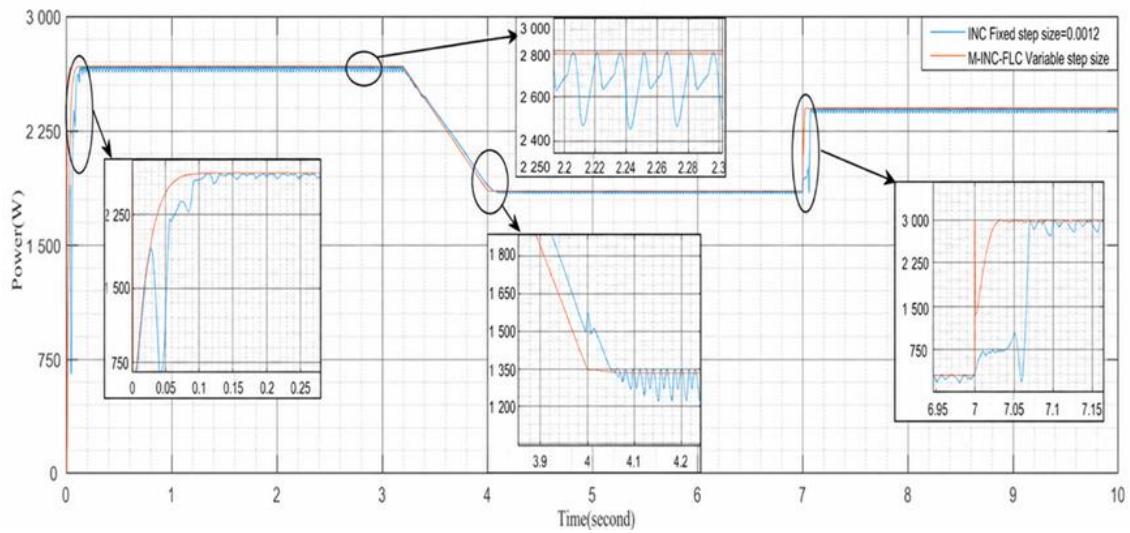 3 000
2 250
1 500
750
0
Power(W)
0 1 2 3 4 5 6 7 8 9 10
Time(second)
INC Fixed step size=0.0012
M-INC-FLC Variable step size
3 000
2 800
2 600
2 400
2 250
2.2 2.22 2.24 2.26 2.28 2.3
2 250
1 500
750
0 0.05 0.1 0.15 0.2 0.25
1 800
1 650
1 500
1 350
1 200
3.9 4 4.1 4.2
3 000
2 250
1 500
750
6.95 7 7.05 7.1 7.15